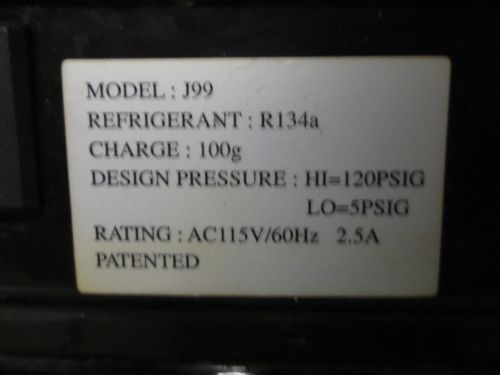 MODEL : J99
REFRIGERANT : R134a
CHARGE : 100g
DESIGN PRESSURE : HI=120PSIG
LO=5PSIG
RATING : AC115V/60Hz 2.5A
PATENTED